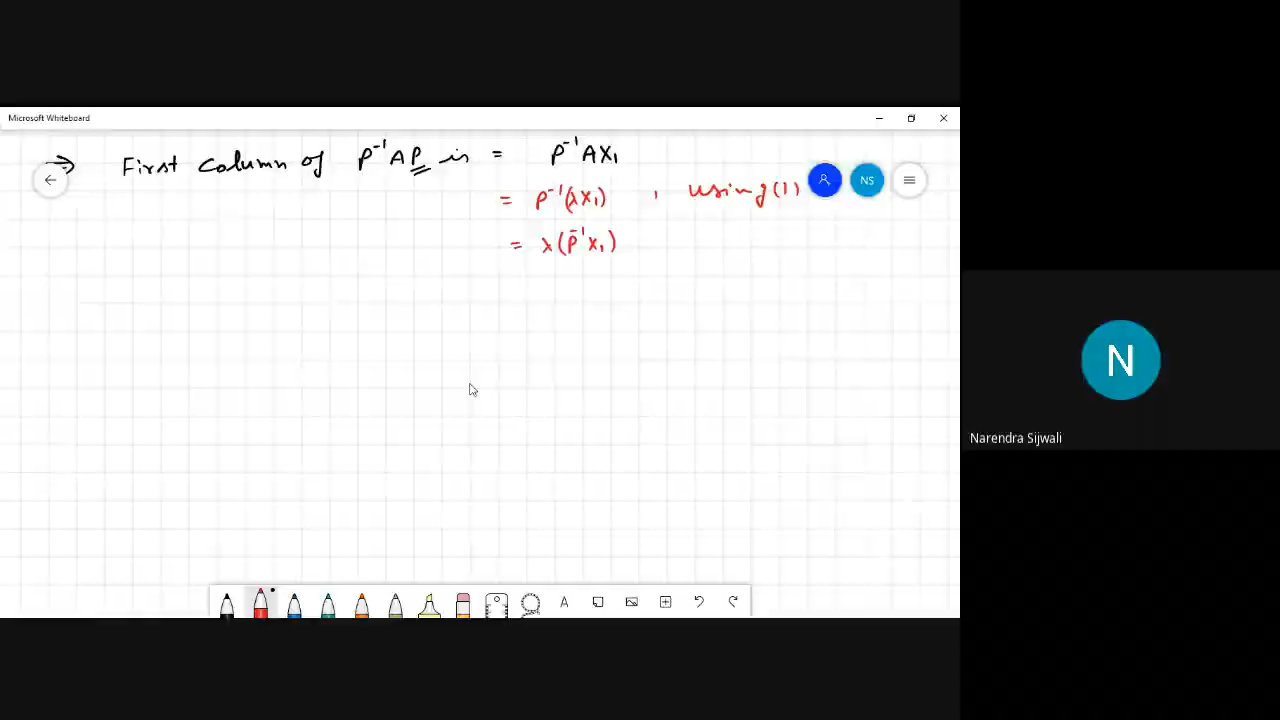 Microsoft Whiteboard
→ First column of P⁻¹AP is = P⁻¹AX₁
= P⁻¹(λX₁) , using (1)
NS
= λ(P⁻¹X₁)
N
Narendra Sijwali
A